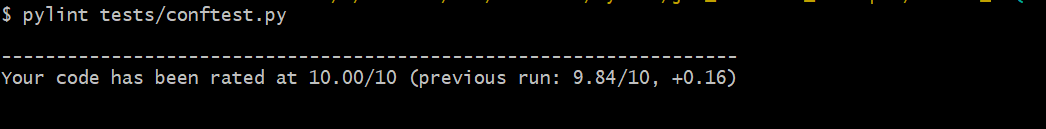 $ pylint tests/conftest.py
--------------------------------------------------------------------
Your code has been rated at 10.00/10 (previous run: 9.84/10, +0.16)